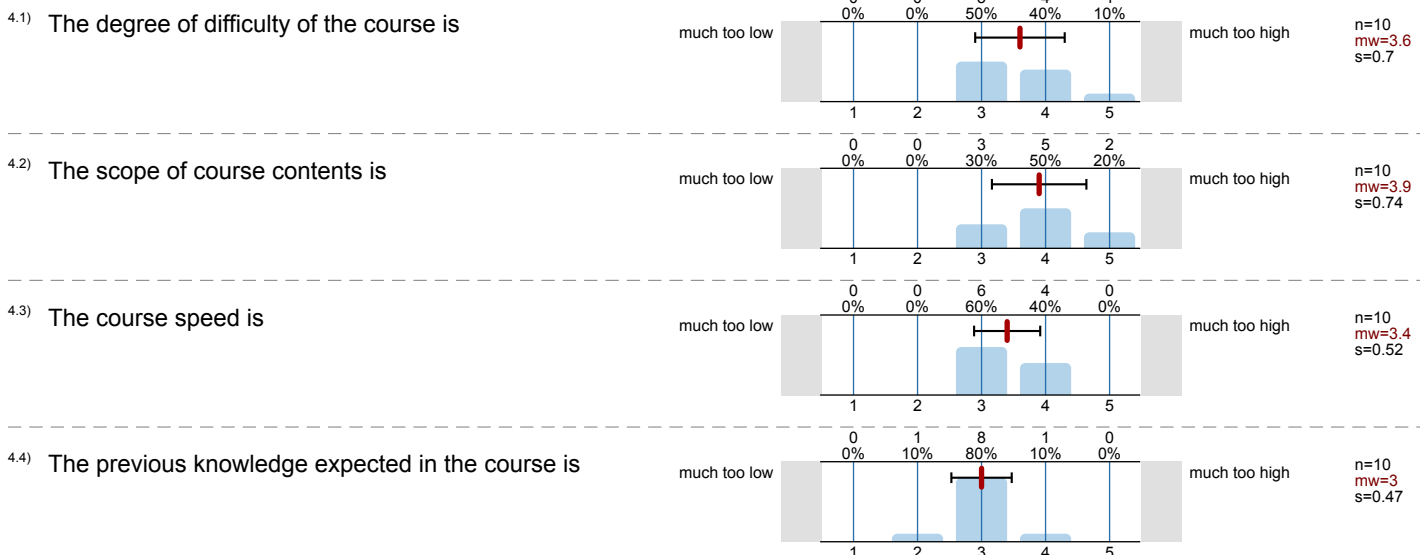 4.1) The degree of difficulty of the course is
0% 0% 50% 40% 10%
much too low much too high
n=10
mw=3.6
s=0.7
1 2 3 4 5
4.2) The scope of course contents is
0 0 3 5 2
0% 0% 30% 50% 20%
much too low much too high
n=10
mw=3.9
s=0.74
1 2 3 4 5
4.3) The course speed is
0 0 6 4 0
0% 0% 60% 40% 0%
much too low much too high
n=10
mw=3.4
s=0.52
1 2 3 4 5
4.4) The previous knowledge expected in the course is
0 1 8 1 0
0% 10% 80% 10% 0%
much too low much too high
n=10
mw=3
s=0.47
1 2 3 4 5